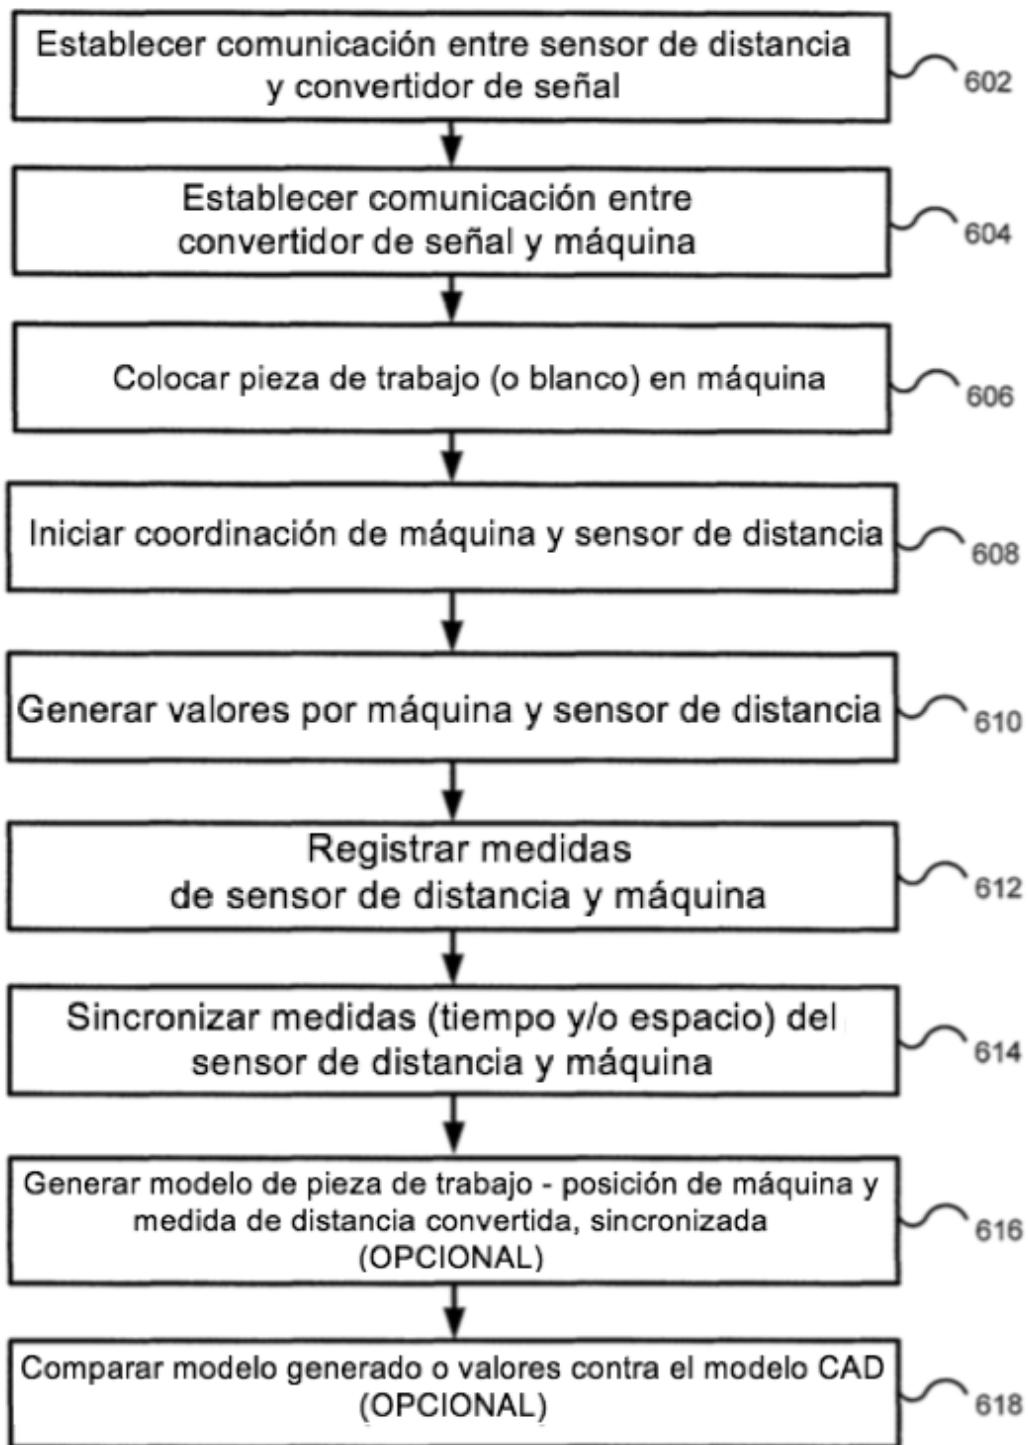 Establecer comunicación entre sensor de distancia
y convertidor de señal
602
Establecer comunicación entre
convertidor de señal y máquina
604
Colocar pieza de trabajo (o blanco) en máquina
606
Iniciar coordinación de máquina y sensor de distancia
608
Generar valores por máquina y sensor de distancia
610
Registrar medidas
de sensor de distancia y máquina
612
Sincronizar medidas (tiempo y/o espacio) del
sensor de distancia y máquina
614
Generar modelo de pieza de trabajo - posición de máquina y
medida de distancia convertida, sincronizada
(OPCIONAL)
616
Comparar modelo generado o valores contra el modelo CAD
(OPCIONAL)
618